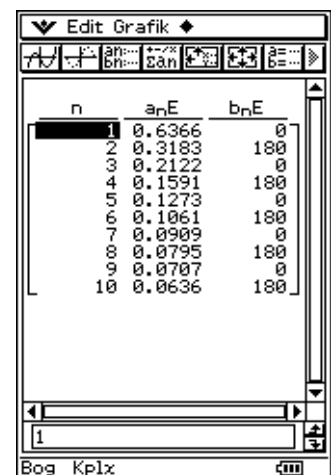 Edit Grafik ◆
n anE bnE
1 0.6366 0
2 0.3183 180
3 0.2122 0
4 0.1591 180
5 0.1273 0
6 0.1061 180
7 0.0909 0
8 0.0795 180
9 0.0707 0
10 0.0636 180
1
Bog Kplx